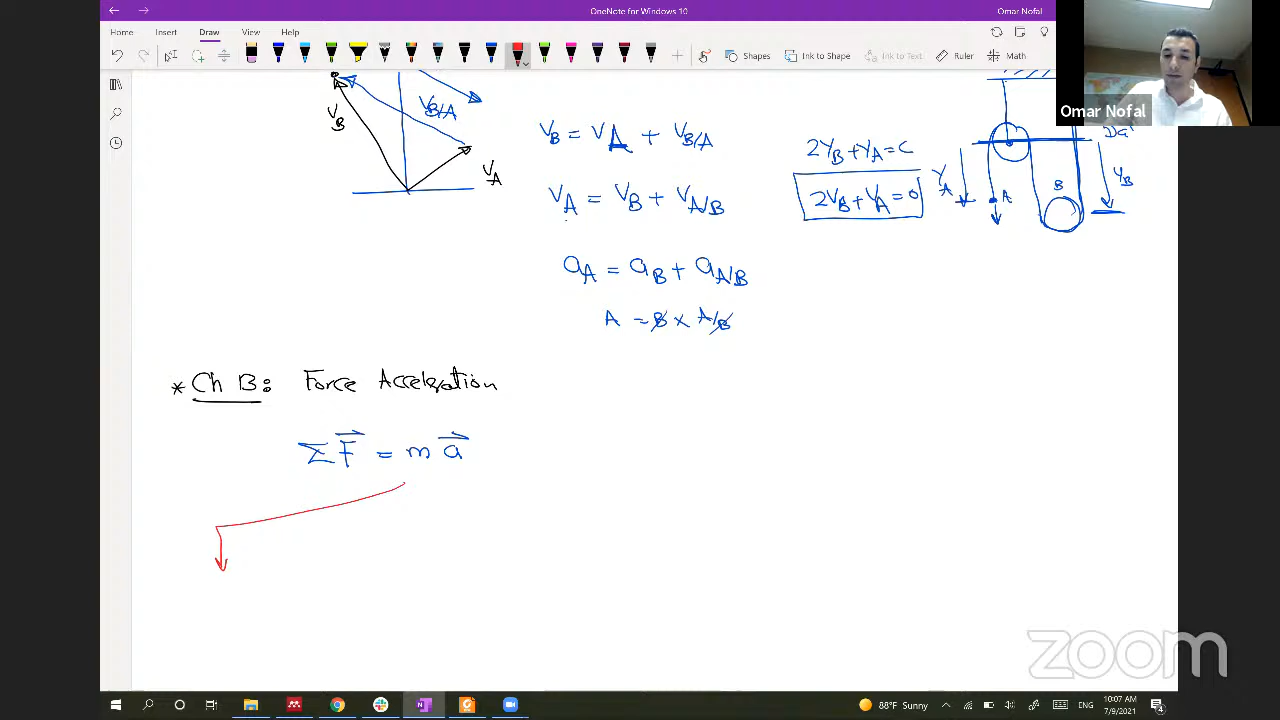 OneNote for Windows 10
Omar Nofal
Home Insert Draw View Help
Shapes Ink to Shape Ink to Text Ruler Math
Omar Nofal
V_B
V_B/A
V_A
V_B = V_A + V_B/A
V_A = V_B + V_A/B
a_A = a_B + a_A/B
A = B × A/B
2Y_B + Y_A = C
2V_B + V_A = 0
Y_A
A
B
Y_B
* Ch 13: Force Acceleration
Σ F = m a
zoom
88°F Sunny
ENG
10:07 AM
7/9/2021
4